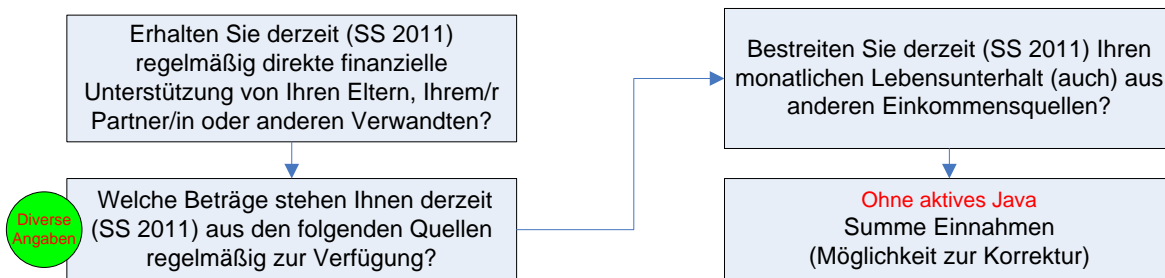 Erhalten Sie derzeit (SS 2011)
regelmäßig direkte finanzielle
Unterstützung von Ihren Eltern, Ihrem/r
Partner/in oder anderen Verwandten?
Diverse
Angaben
Welche Beträge stehen Ihnen derzeit
(SS 2011) aus den folgenden Quellen
regelmäßig zur Verfügung?
Bestreiten Sie derzeit (SS 2011) Ihren
monatlichen Lebensunterhalt (auch) aus
anderen Einkommensquellen?
Ohne aktives Java
Summe Einnahmen
(Möglichkeit zur Korrektur)